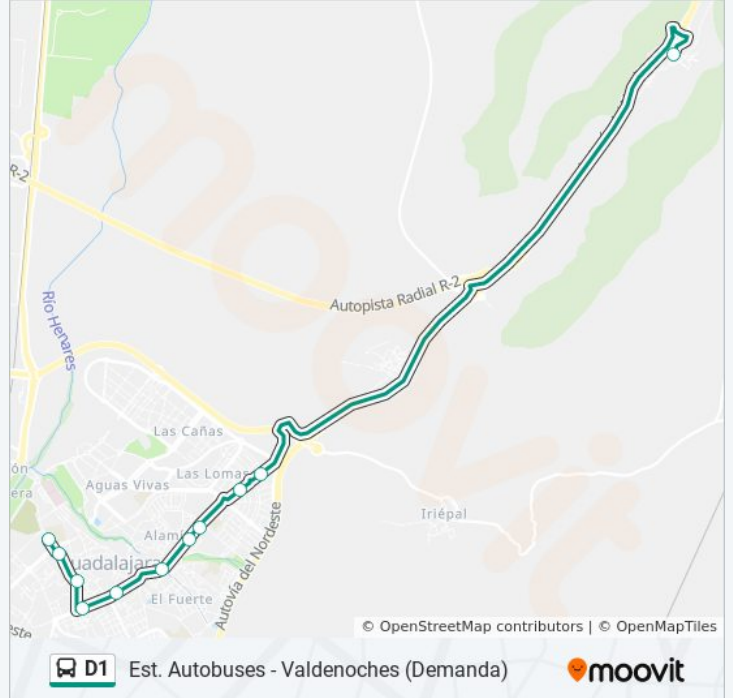 R-2
Autopista Radial R-2
Río Henares
Las Cañas
Las Lomas
Aguas Vivas
Iriépal
uadalajara
El Fuerte
Autovía del Nordeste
© OpenStreetMap contributors | © OpenMapTiles
D1 Est. Autobuses - Valdenoches (Demanda) moovit
moovit